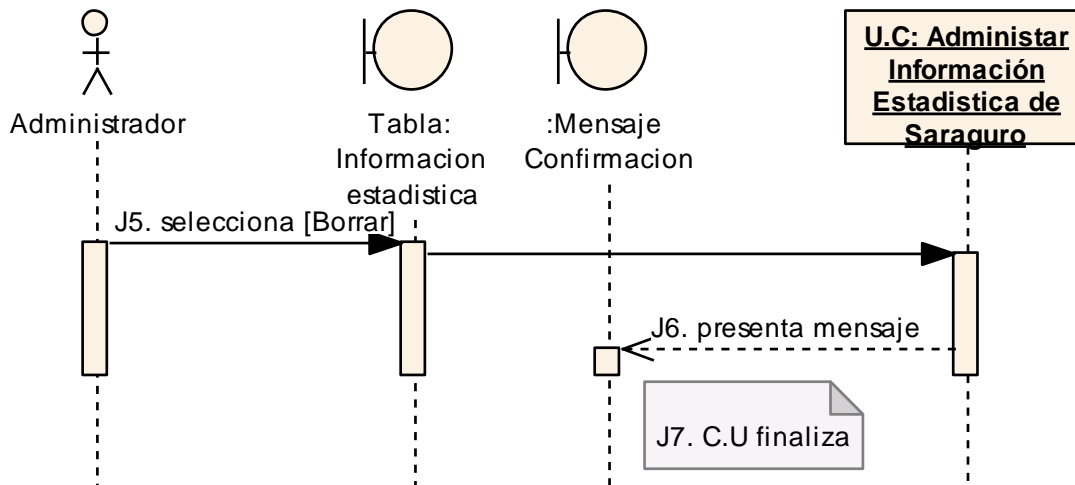 Administrador
Tabla:
Informacion
estadistica
:Mensaje
Confirmacion
U.C: Administar
Información
Estadistica de
Saraguro
J5. selecciona [Borrar]
J6. presenta mensaje
J7. C.U finaliza